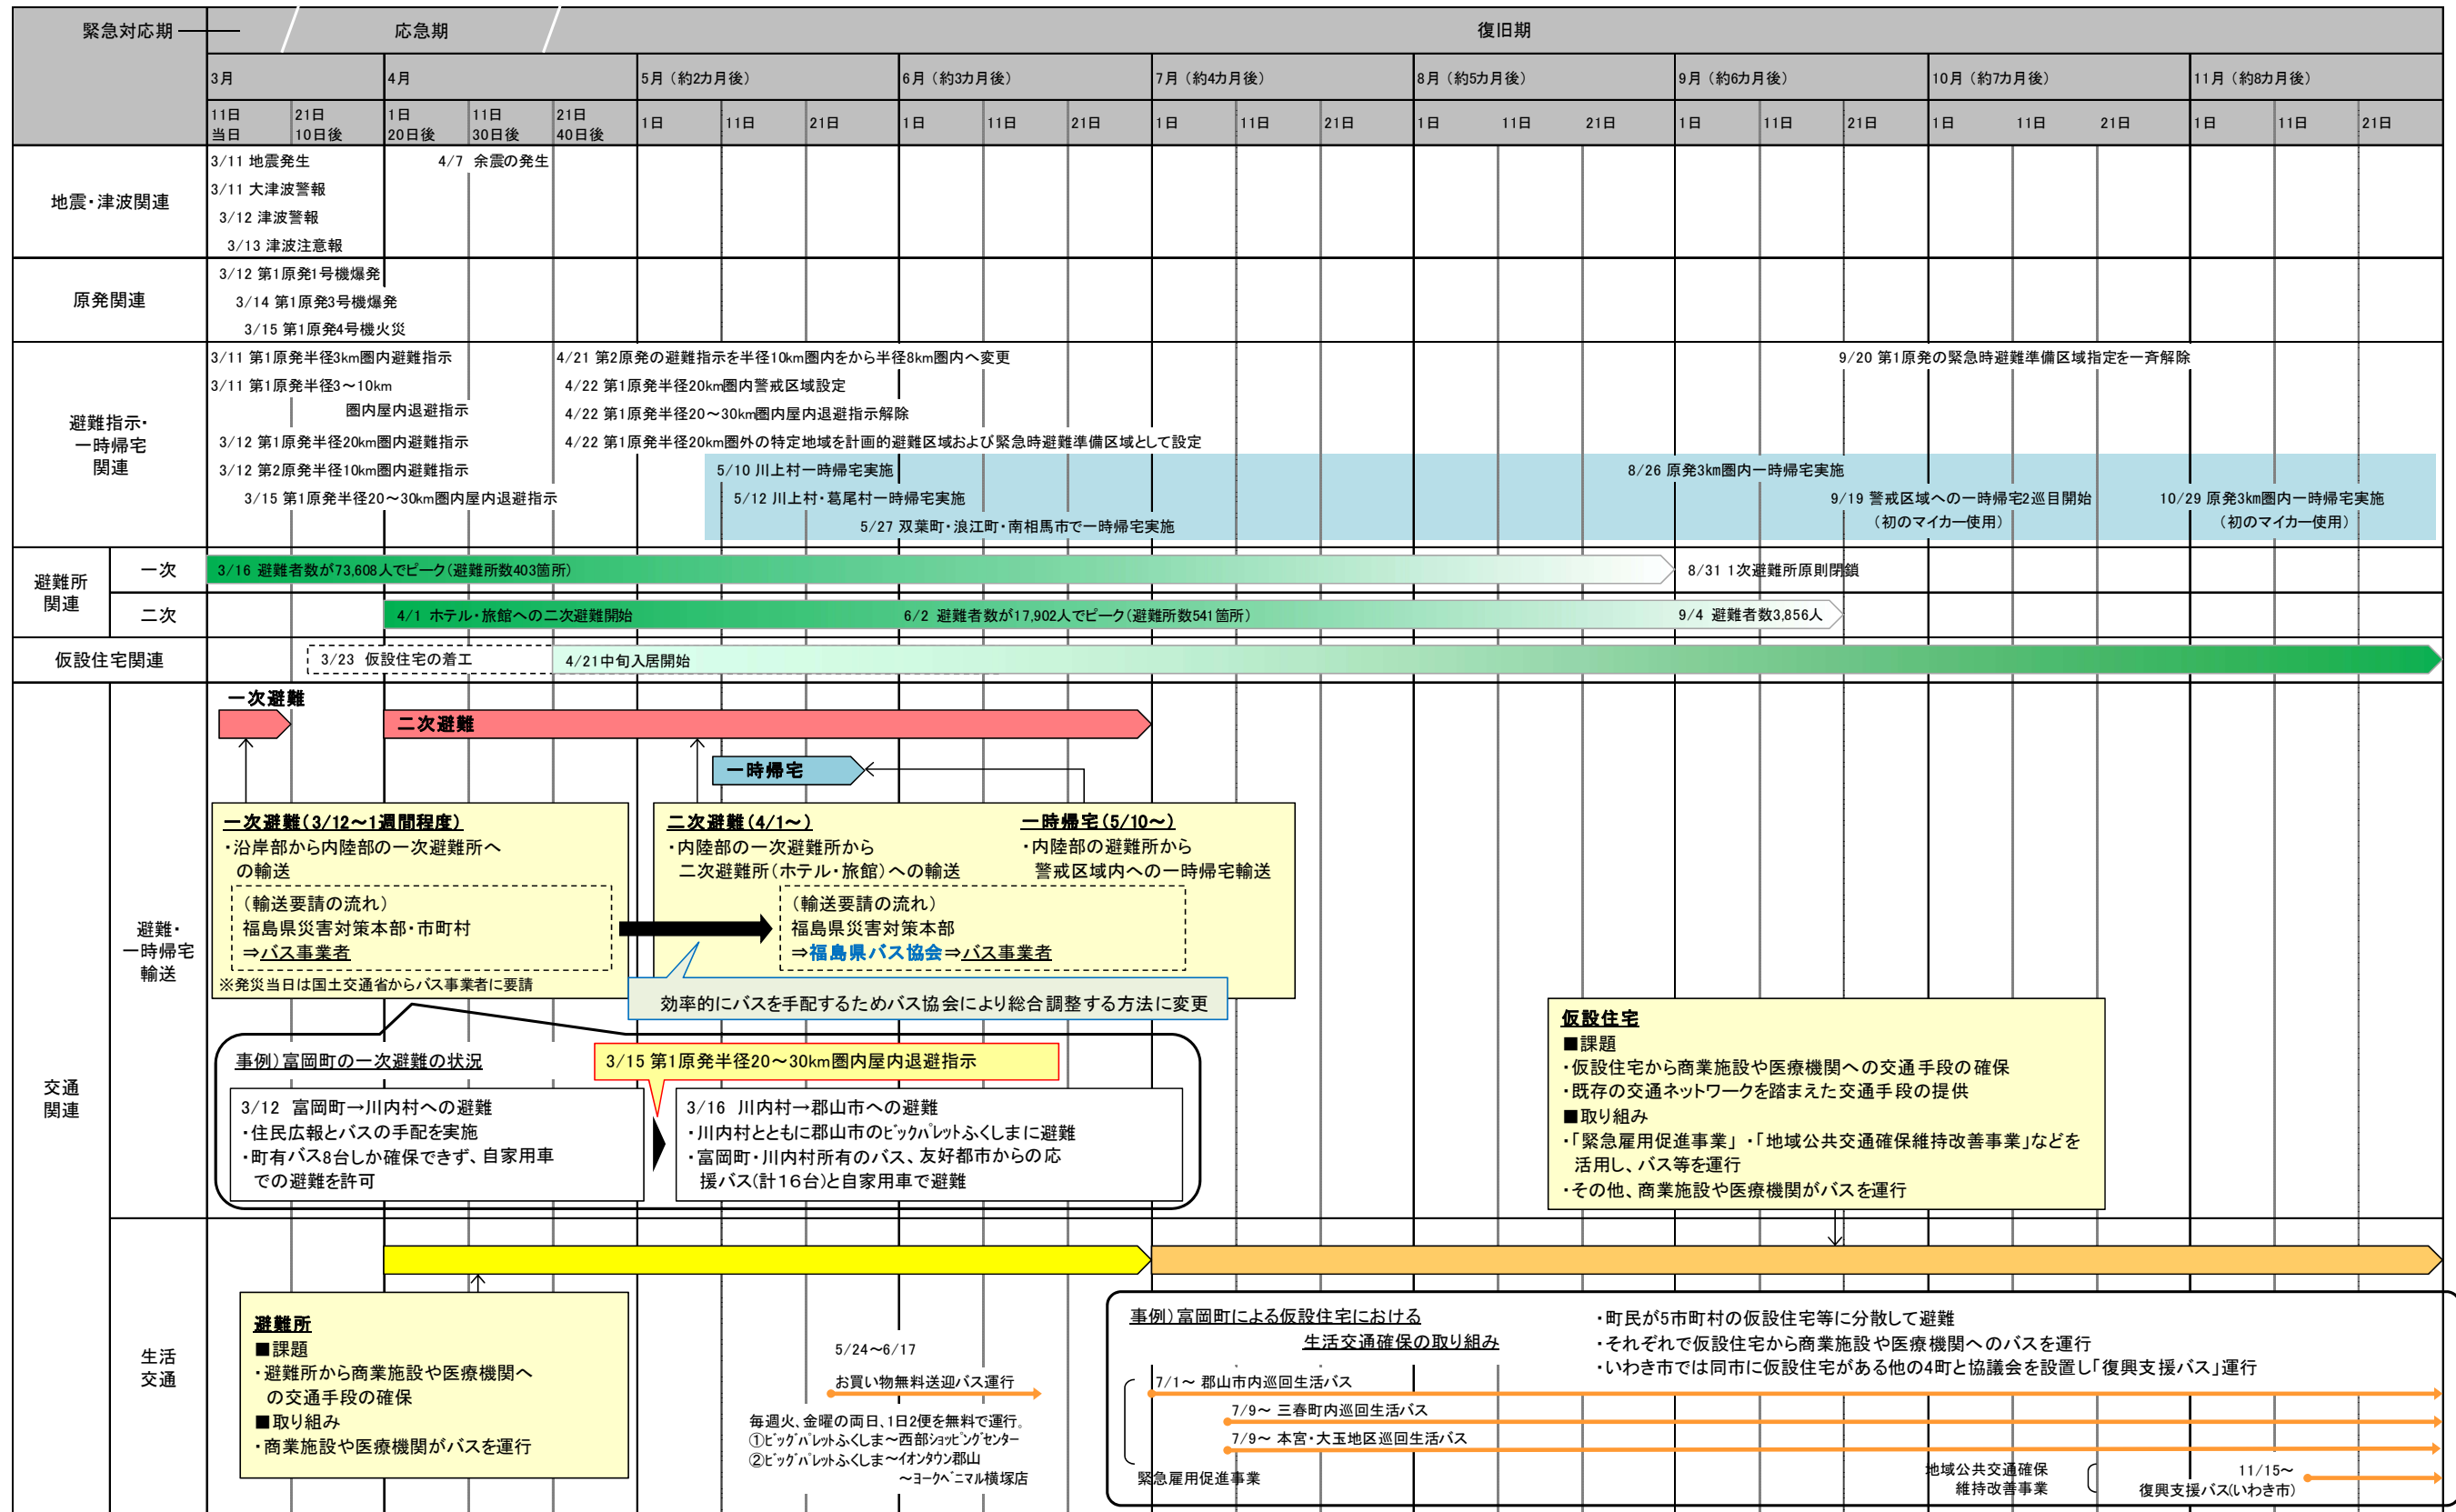 緊急対応期
応急期
復旧期
3月
4月
5月（約2カ月後）
6月（約3カ月後）
7月（約4カ月後）
8月（約5カ月後）
9月（約6カ月後）
10月（約7カ月後）
11月（約8カ月後）
11日
当日
21日
10日後
1日
20日後
11日
30日後
21日
40日後
1日
11日
21日
1日
11日
21日
1日
11日
21日
1日
11日
21日
1日
11日
21日
1日
11日
21日
1日
11日
21日
地震・津波関連
3/11 地震発生
4/7 余震の発生
3/11 大津波警報
3/12 津波警報
3/13 津波注意報
原発関連
3/12 第1原発1号機爆発
3/14 第1原発3号機爆発
3/15 第1原発4号機火災
避難指示・
一時帰宅
関連
3/11 第1原発半径3km圏内避難指示
3/11 第1原発半径3～10km
圏内屋内退避指示
3/12 第1原発半径20km圏内避難指示
3/12 第2原発半径10km圏内避難指示
3/15 第1原発半径20～30km圏内屋内退避指示
4/21 第2原発の避難指示を半径10km圏内をから半径8km圏内へ変更
4/22 第1原発半径20km圏内警戒区域設定
4/22 第1原発半径20～30km圏内屋内退避指示解除
4/22 第1原発半径20km圏外の特定地域を計画的避難区域および緊急時避難準備区域として設定
5/10 川上村一時帰宅実施
5/12 川上村・葛尾村一時帰宅実施
5/27 双葉町・浪江町・南相馬市で一時帰宅実施
9/20 第1原発の緊急時避難準備区域指定を一斉解除
8/26 原発3km圏内一時帰宅実施
9/19 警戒区域への一時帰宅2巡目開始
（初のマイカー使用）
10/29 原発3km圏内一時帰宅実施
（初のマイカー使用）
避難所
関連
一次
3/16 避難者数が73,608人でピーク（避難所数403箇所）
8/31 1次避難所原則閉鎖
二次
4/1 ホテル・旅館への二次避難開始
6/2 避難者数が17,902人でピーク（避難所数541箇所）
9/4 避難者数3,856人
仮設住宅関連
3/23 仮設住宅の着工
4/21中旬入居開始
交通
関連
避難・
一時帰宅
輸送
一次避難
二次避難
一時帰宅
一次避難（3/12～1週間程度）
・沿岸部から内陸部の一次避難所へ
の輸送
（輸送要請の流れ）
福島県災害対策本部・市町村
⇒バス事業者
※発災当日は国土交通省からバス事業者に要請
二次避難（4/1～）
・内陸部の一次避難所から
二次避難所（ホテル・旅館）への輸送
一時帰宅（5/10～）
・内陸部の避難所から
警戒区域内への一時帰宅輸送
（輸送要請の流れ）
福島県災害対策本部
⇒福島県バス協会⇒バス事業者
効率的にバスを手配するためバス協会により総合調整する方法に変更
事例）富岡町の一次避難の状況
3/15 第1原発半径20～30km圏内屋内退避指示
3/12 富岡町→川内村への避難
・住民広報とバスの手配を実施
・町有バス8台しか確保できず、自家用車
での避難を許可
3/16 川内村→郡山市への避難
・川内村とともに郡山市のﾋﾞｯｸﾊﾟﾚｯﾄふくしまに避難
・富岡町・川内村所有のバス、友好都市からの応
援バス(計１６台)と自家用車で避難
仮設住宅
■課題
・仮設住宅から商業施設や医療機関への交通手段の確保
・既存の交通ネットワークを踏まえた交通手段の提供
■取り組み
・「緊急雇用促進事業」・「地域公共交通確保維持改善事業」などを
活用し、バス等を運行
・その他、商業施設や医療機関がバスを運行
生活
交通
避難所
■課題
・避難所から商業施設や医療機関へ
の交通手段の確保
■取り組み
・商業施設や医療機関がバスを運行
5/24～6/17
お買い物無料送迎バス運行
毎週火、金曜の両日、1日2便を無料で運行。
①ﾋﾞｯｸﾞﾊﾟﾚｯﾄふくしま～西部ｼｮｯﾋﾟﾝｸﾞｾﾝﾀｰ
②ﾋﾞｯｸﾞﾊﾟﾚｯﾄふくしま～ｲｵﾝﾀｳﾝ郡山
～ﾖｰｸﾍﾞﾆﾏﾙ横塚店
事例）富岡町による仮設住宅における
生活交通確保の取り組み
・町民が5市町村の仮設住宅等に分散して避難
・それぞれで仮設住宅から商業施設や医療機関へのバスを運行
・いわき市では同市に仮設住宅がある他の4町と協議会を設置し「復興支援バス」運行
7/1～ 郡山市内巡回生活バス
7/9～ 三春町内巡回生活バス
7/9～ 本宮・大玉地区巡回生活バス
緊急雇用促進事業
地域公共交通確保
維持改善事業
11/15～
復興支援バス(いわき市)